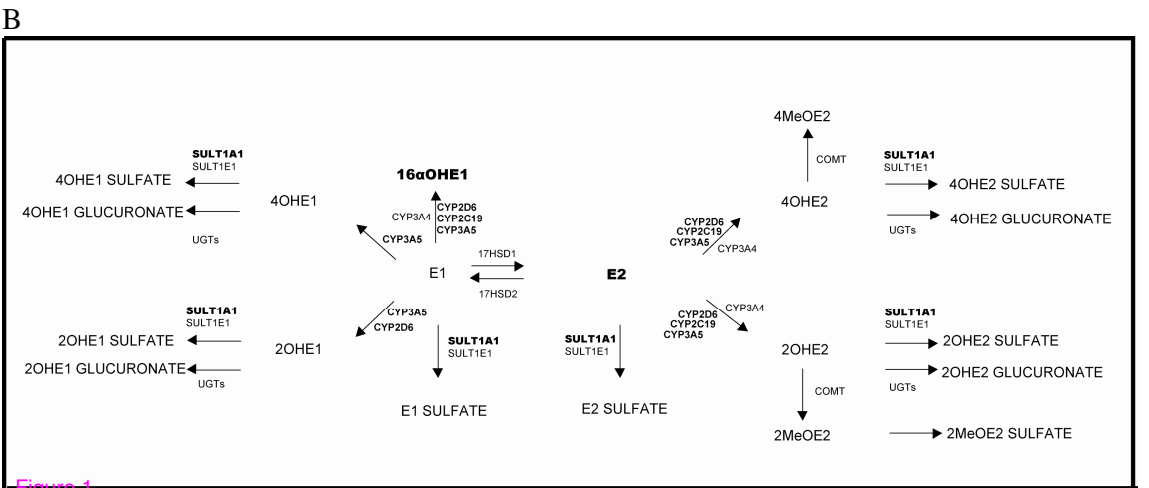 B
4MeOE2
COMT
SULT1A1
SULT1E1
4OHE1 SULFATE
4OHE1 GLUCURONATE
UGTs
4OHE1
16αOHE1
CYP3A4
CYP2D6
CYP2C19
CYP3A5
CYP3A5
E1
17HSD1
17HSD2
E2
CYP2D6
CYP2C19
CYP3A5
CYP3A4
4OHE2
SULT1A1
SULT1E1
4OHE2 SULFATE
4OHE2 GLUCURONATE
UGTs
SULT1A1
SULT1E1
2OHE1 SULFATE
2OHE1 GLUCURONATE
UGTs
2OHE1
CYP3A5
CYP2D6
SULT1A1
SULT1E1
E1 SULFATE
SULT1A1
SULT1E1
E2 SULFATE
CYP3A4
CYP2D6
CYP2C19
CYP3A5
2OHE2
SULT1A1
SULT1E1
2OHE2 SULFATE
2OHE2 GLUCURONATE
UGTs
COMT
2MeOE2
2MeOE2 SULFATE
Figure 1